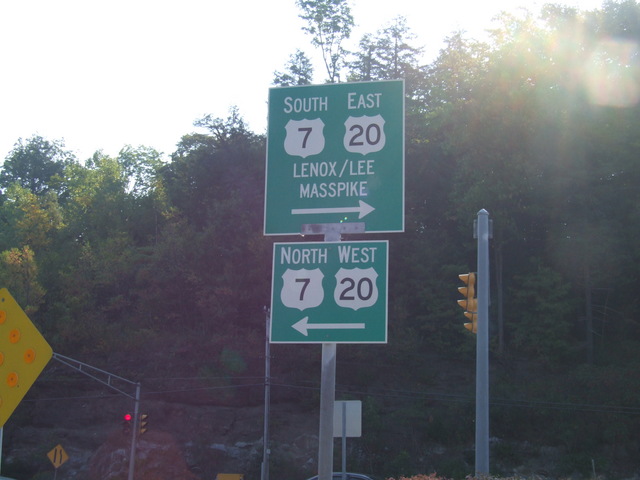 SOUTH EAST
7 20
LENOX/LEE
MASSPIKE
NORTH WEST
7 20